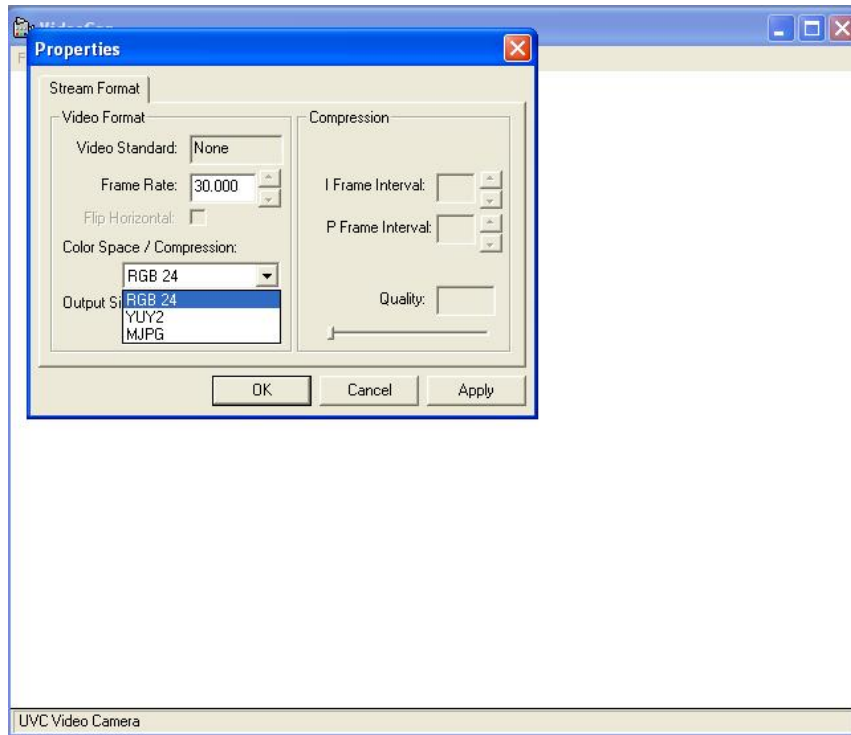 Properties
Stream Format
Video Format
Video Standard: None
Frame Rate: 30.000
Flip Horizontal:
Color Space / Compression:
RGB 24
Output Si
RGB 24
YUY2
MJPG
Compression
I Frame Interval:
P Frame Interval:
Quality:
OK Cancel Apply
UVC Video Camera